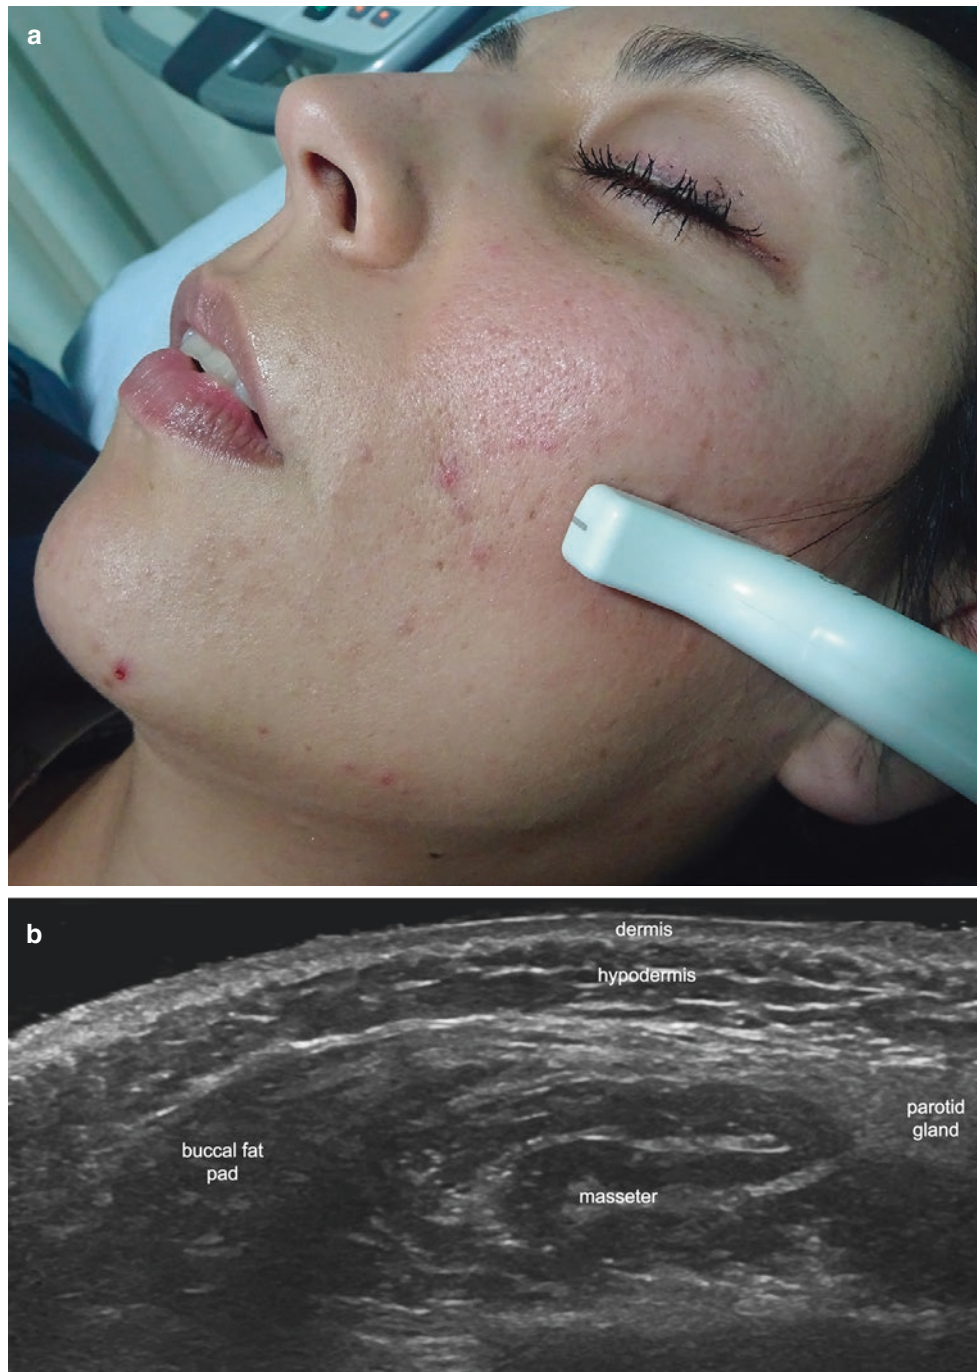 a
b
dermis
hypodermis
parotid
gland
buccal fat
pad
masseter